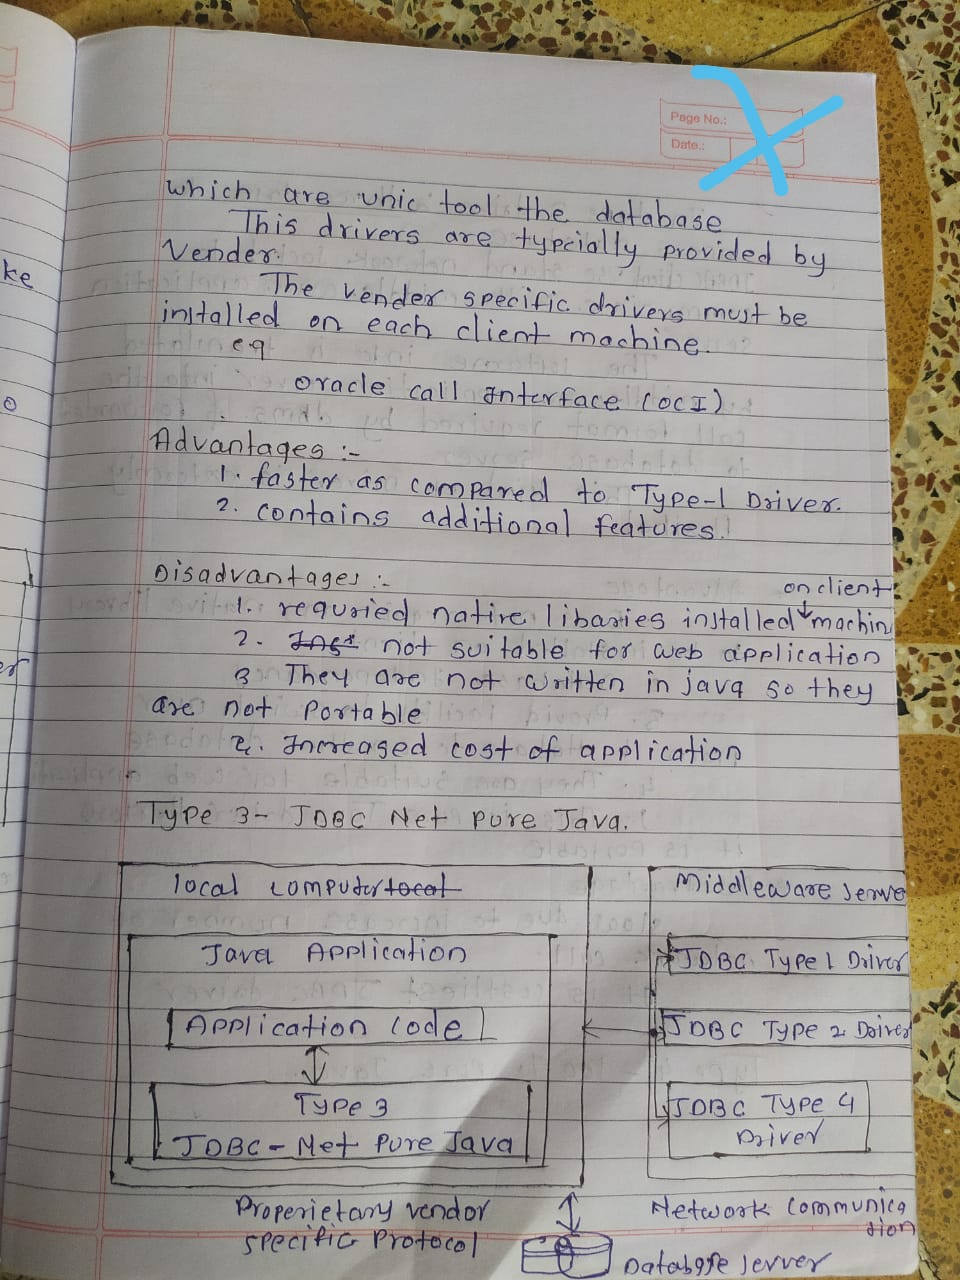 Page No.:
Date.:
which are unic tool the database
This drivers are typcially provided by
Vender.
The vender specific drivers must be
installed on each client machine.
eg
oracle call Interface (OCI)
Advantages :-
1. faster as compared to Type-1 Driver.
2. contains additional features.
Disadvantages :-
on client
1. requried native libaries installed machin
2. not suitable for web application
3 They are not written in java so they
are not Portable
4. Increased cost of application
Type 3- JDBC Net Pure Java.
local computer local
Middleware Serve
Java Application
JDBC Type 1 Driver
Application Code
JDBC Type 2 Driver
Type 3
JDBC - Net Pure Java
JDBC Type 4
Driver
Properietary vendor
specific Protocol
Network Communica
tion
Database Server
ke
o
er